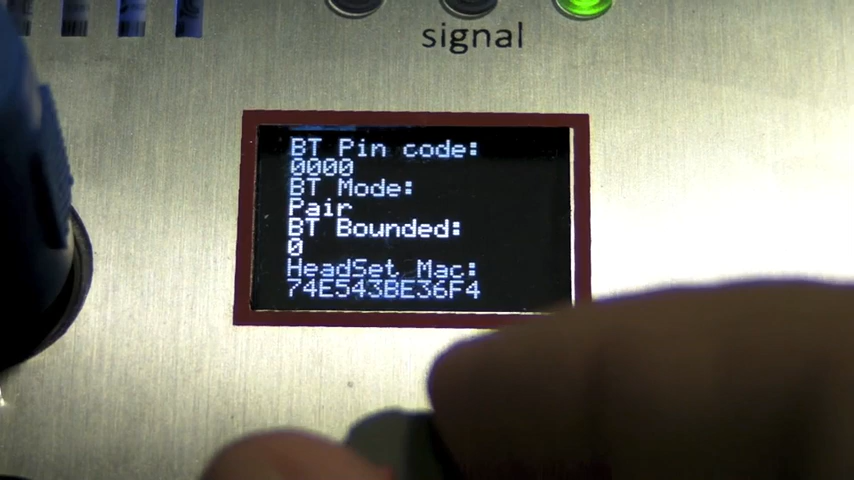 signal
BT Pin code:
0000
BT Mode:
Pair
BT Bounded:
0
HeadSet Mac:
74E543BE36F4